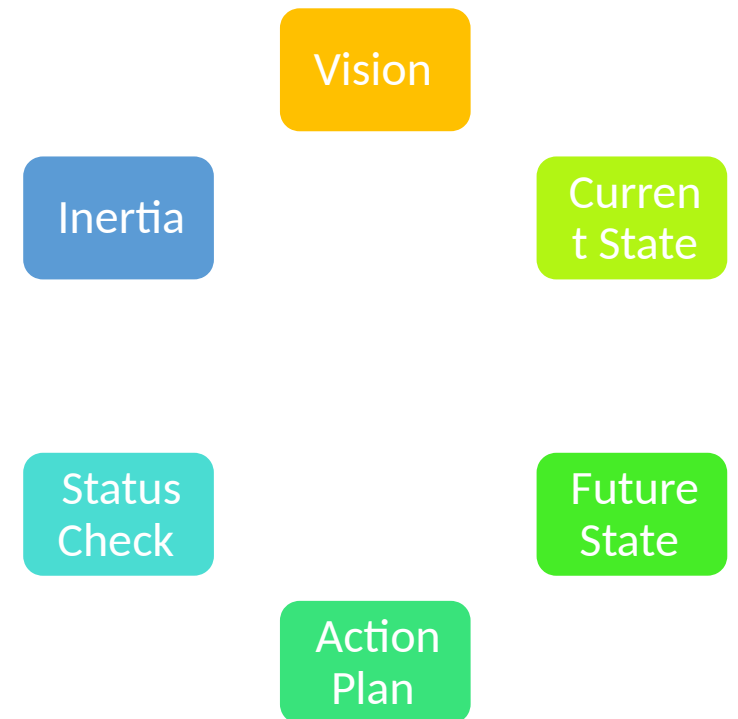 Vision
Inertia
Curren
t State
Status
Check
Future
State
Action
Plan